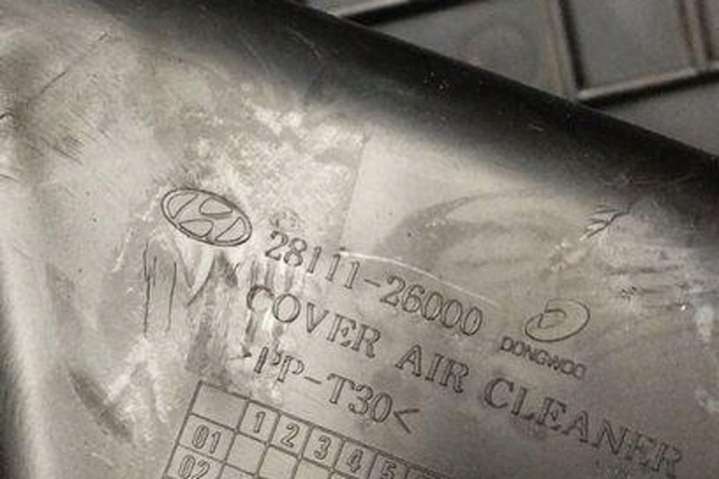 28111-26000
DONGWOO
COVER AIR CLEANER
>PP-T30<
1 2 3 4 5
01
02